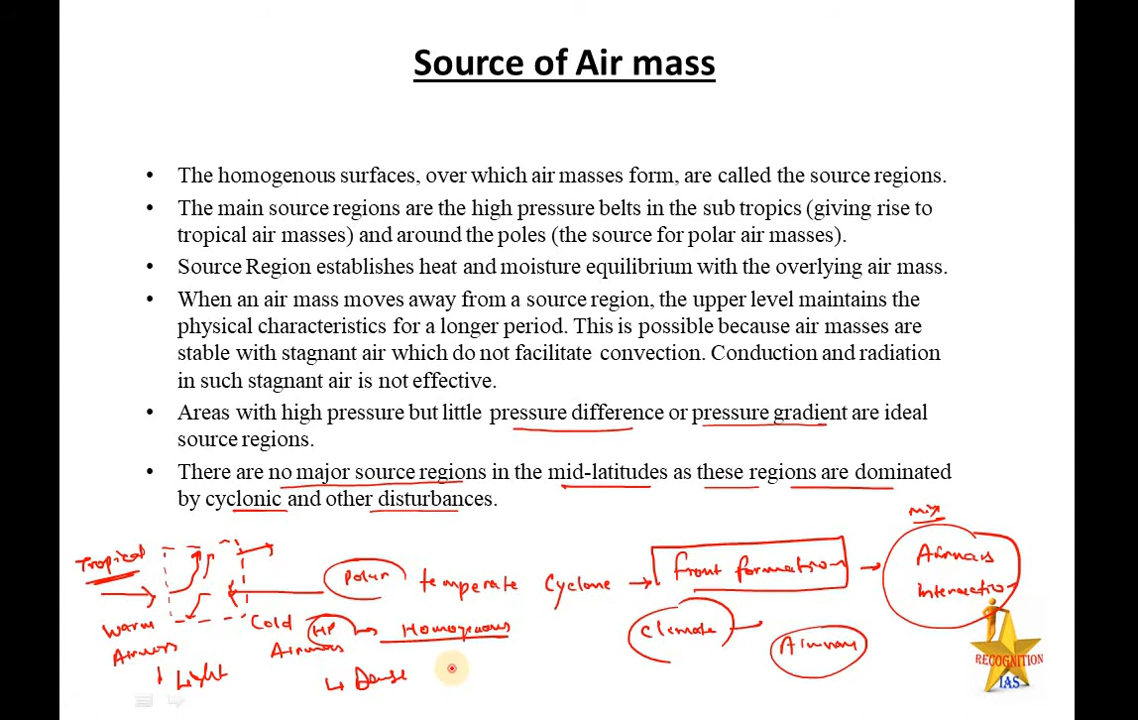 Source of Air mass
• The homogenous surfaces, over which air masses form, are called the source regions.
• The main source regions are the high pressure belts in the sub tropics (giving rise to
tropical air masses) and around the poles (the source for polar air masses).
• Source Region establishes heat and moisture equilibrium with the overlying air mass.
• When an air mass moves away from a source region, the upper level maintains the
physical characteristics for a longer period. This is possible because air masses are
stable with stagnant air which do not facilitate convection. Conduction and radiation
in such stagnant air is not effective.
• Areas with high pressure but little pressure difference or pressure gradient are ideal
source regions.
• There are no major source regions in the mid-latitudes as these regions are dominated
by cyclonic and other disturbances.
mix
Tropical
Polar temperate Cyclone Front formation Airmass
Interaction
Warm Cold HP Homogenous Climate
Airmass Airmass Airmass
Light Dense
RECOGNITION
IAS